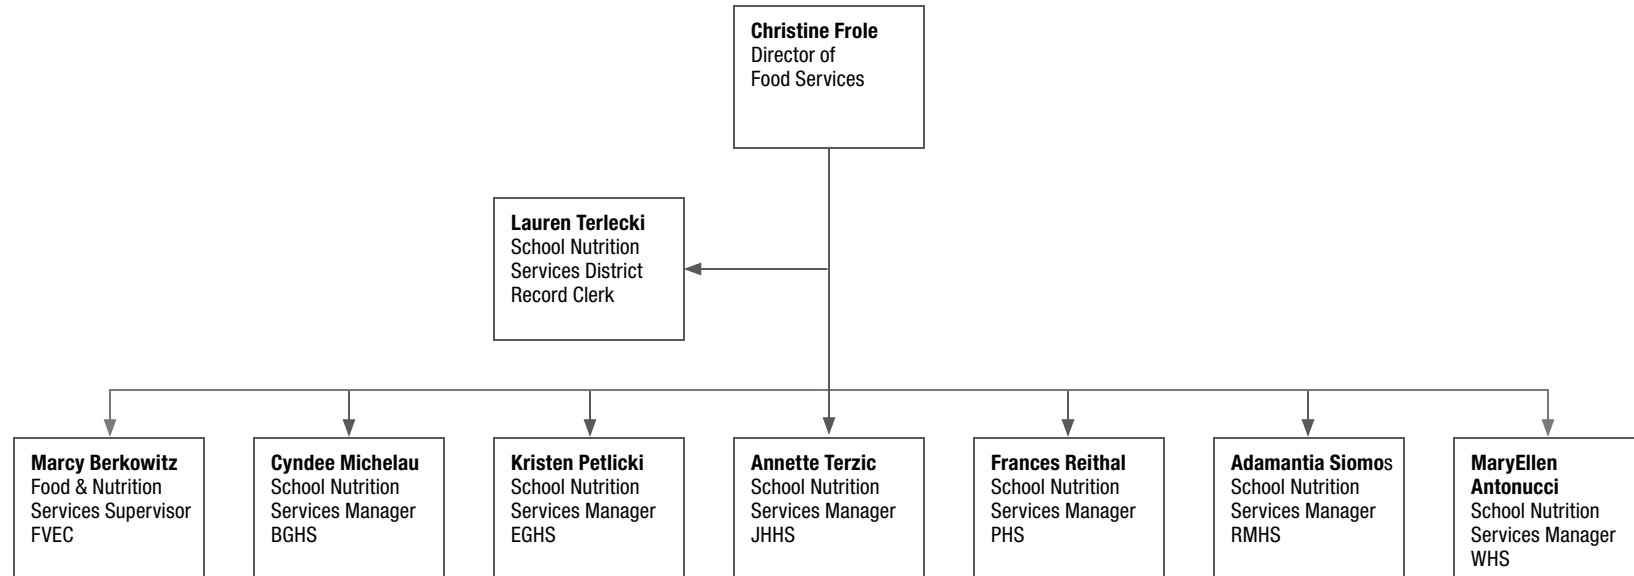 Christine Frole
Director of
Food Services
Lauren Terlecki
School Nutrition
Services District
Record Clerk
Marcy Berkowitz
Food & Nutrition
Services Supervisor
FVEC
Cyndee Michelau
School Nutrition
Services Manager
BGHS
Kristen Petlicki
School Nutrition
Services Manager
EGHS
Annette Terzic
School Nutrition
Services Manager
JHHS
Frances Reithal
School Nutrition
Services Manager
PHS
Adamantia Siomos
School Nutrition
Services Manager
RMHS
MaryEllen
Antonucci
School Nutrition
Services Manager
WHS